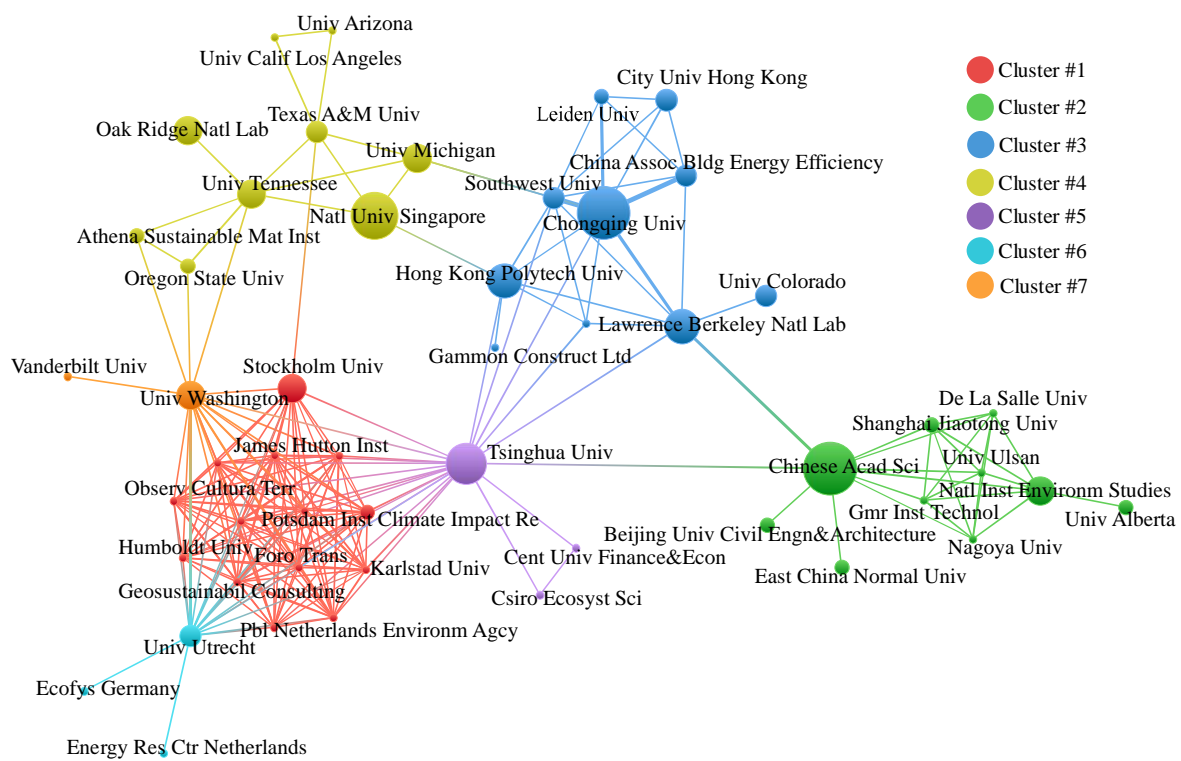 Univ Arizona
Univ Calif Los Angeles
Texas A&M Univ
Oak Ridge Natl Lab
Univ Michigan
Univ Tennessee
Natl Univ Singapore
Athena Sustainable Mat Inst
Oregon State Univ
City Univ Hong Kong
Leiden Univ
China Assoc Bldg Energy Efficiency
Southwest Univ
Chongqing Univ
Hong Kong Polytech Univ
Univ Colorado
Lawrence Berkeley Natl Lab
Gammon Construct Ltd
Cluster #1
Cluster #2
Cluster #3
Cluster #4
Cluster #5
Cluster #6
Cluster #7
Vanderbilt Univ
Stockholm Univ
Univ Washington
James Hutton Inst
Tsinghua Univ
Observ Cultura Terr
Potsdam Inst Climate Impact Re
Humboldt Univ
Foro Trans
Karlstad Univ
Geosustainabil Consulting
Pbl Netherlands Environm Agcy
Univ Utrecht
Ecofys Germany
Energy Res Ctr Netherlands
Cent Univ Finance&Econ
Csiro Ecosyst Sci
De La Salle Univ
Shanghai Jiaotong Univ
Chinese Acad Sci
Univ Ulsan
Natl Inst Environm Studies
Gmr Inst Technol
Univ Alberta
Beijing Univ Civil Engn&Architecture
Nagoya Univ
East China Normal Univ